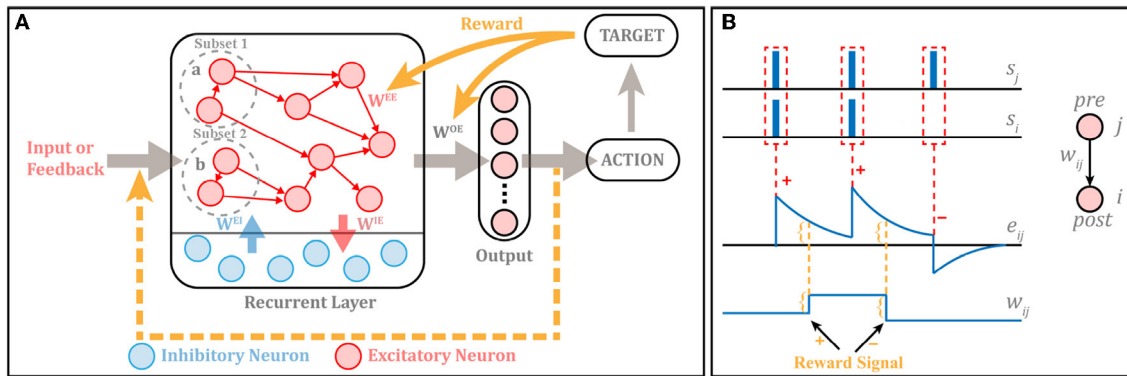 A
Subset 1
a
Subset 2
b
Input or
Feedback
W^EE
W^EI
W^IE
Recurrent Layer
Inhibitory Neuron
Excitatory Neuron
Reward
W^OE
Output
TARGET
ACTION
B
S_j
S_i
+
+
−
e_ij
w_ij
+
−
Reward Signal
pre
j
w_ij
i
post